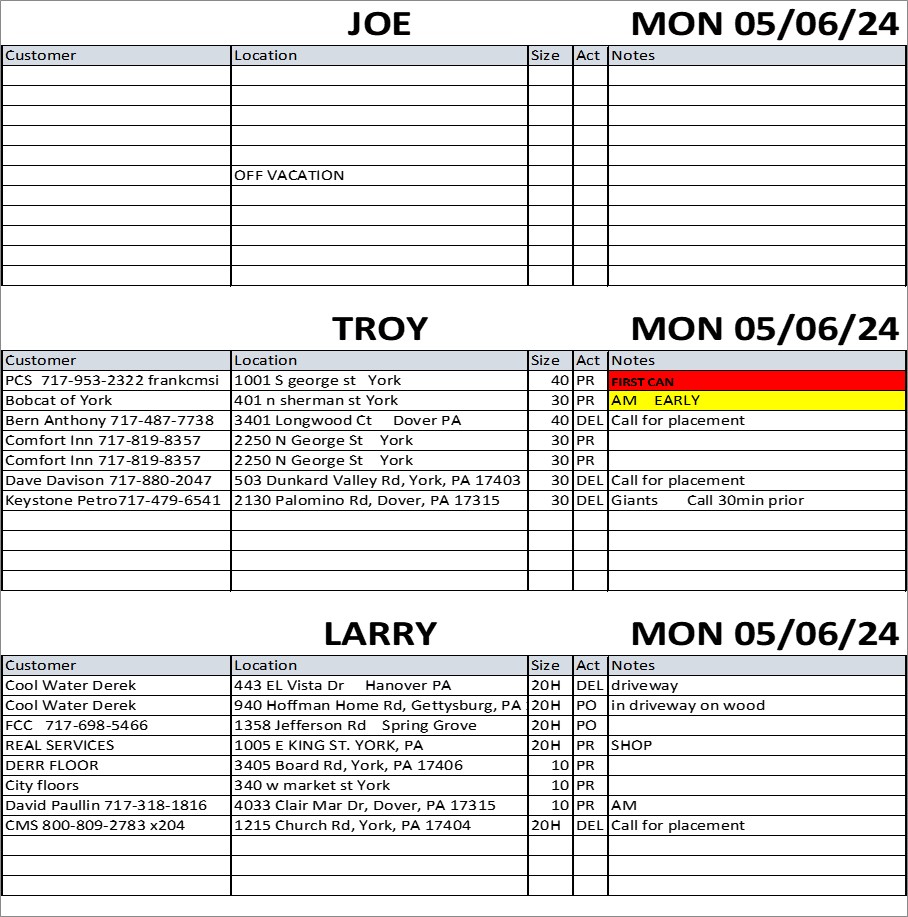 JOE MON 05/06/24
Customer Location Size Act Notes
OFF VACATION
TROY MON 05/06/24
Customer Location Size Act Notes
PCS 717-953-2322 frankcmsi 1001 S george st York 40 PR FIRST CAN
Bobcat of York 401 n sherman st York 30 PR AM EARLY
Bern Anthony 717-487-7738 3401 Longwood Ct Dover PA 40 DEL Call for placement
Comfort Inn 717-819-8357 2250 N George St York 30 PR
Comfort Inn 717-819-8357 2250 N George St York 30 PR
Dave Davison 717-880-2047 503 Dunkard Valley Rd, York, PA 17403 30 DEL Call for placement
Keystone Petro717-479-6541 2130 Palomino Rd, Dover, PA 17315 30 DEL Giants Call 30min prior
LARRY MON 05/06/24
Customer Location Size Act Notes
Cool Water Derek 443 EL Vista Dr Hanover PA 20H DEL driveway
Cool Water Derek 940 Hoffman Home Rd, Gettysburg, PA 20H PO in driveway on wood
FCC 717-698-5466 1358 Jefferson Rd Spring Grove 20H PO
REAL SERVICES 1005 E KING ST. YORK, PA 20H PR SHOP
DERR FLOOR 3405 Board Rd, York, PA 17406 10 PR
City floors 340 w market st York 10 PR
David Paullin 717-318-1816 4033 Clair Mar Dr, Dover, PA 17315 10 PR AM
CMS 800-809-2783 x204 1215 Church Rd, York, PA 17404 20H DEL Call for placement